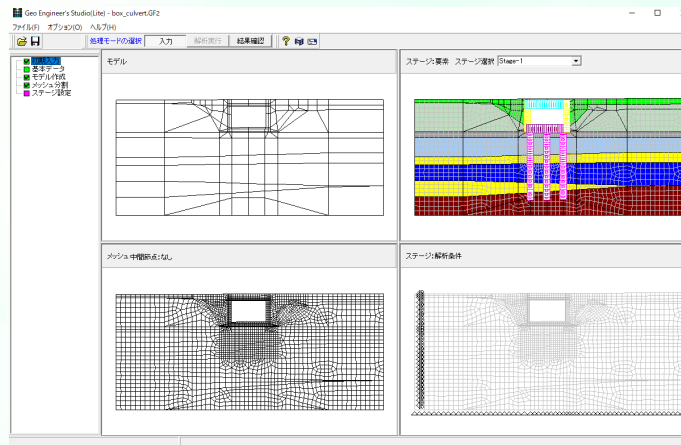 Geo Engineer's Studio(Lite) - box_culvert.GF2
ファイル(F) オプション(O) ヘルプ(H)
処理モードの選択 入力 解析実行 結果確認
初期入力
基本データ
モデル作成
メッシュ分割
ステージ設定
モデル
ステージ:要素 ステージ選択 Stage-1
メッシュ 中間節点:なし
ステージ:解析条件